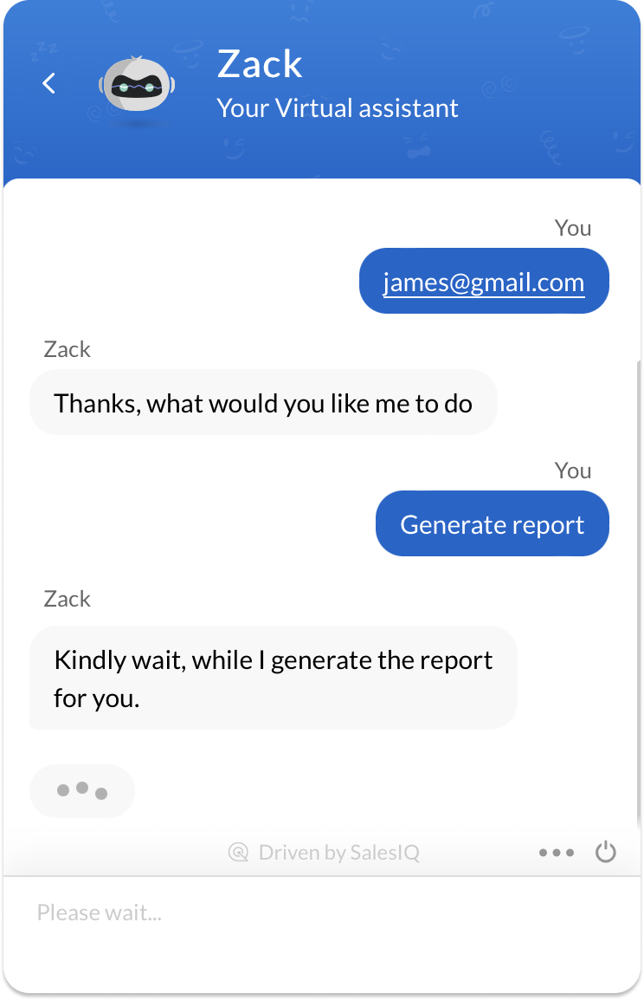 Zack
Your Virtual assistant
You
james@gmail.com
Zack
Thanks, what would you like me to do
You
Generate report
Zack
Kindly wait, while I generate the report
for you.
Driven by SalesIQ
Please wait...